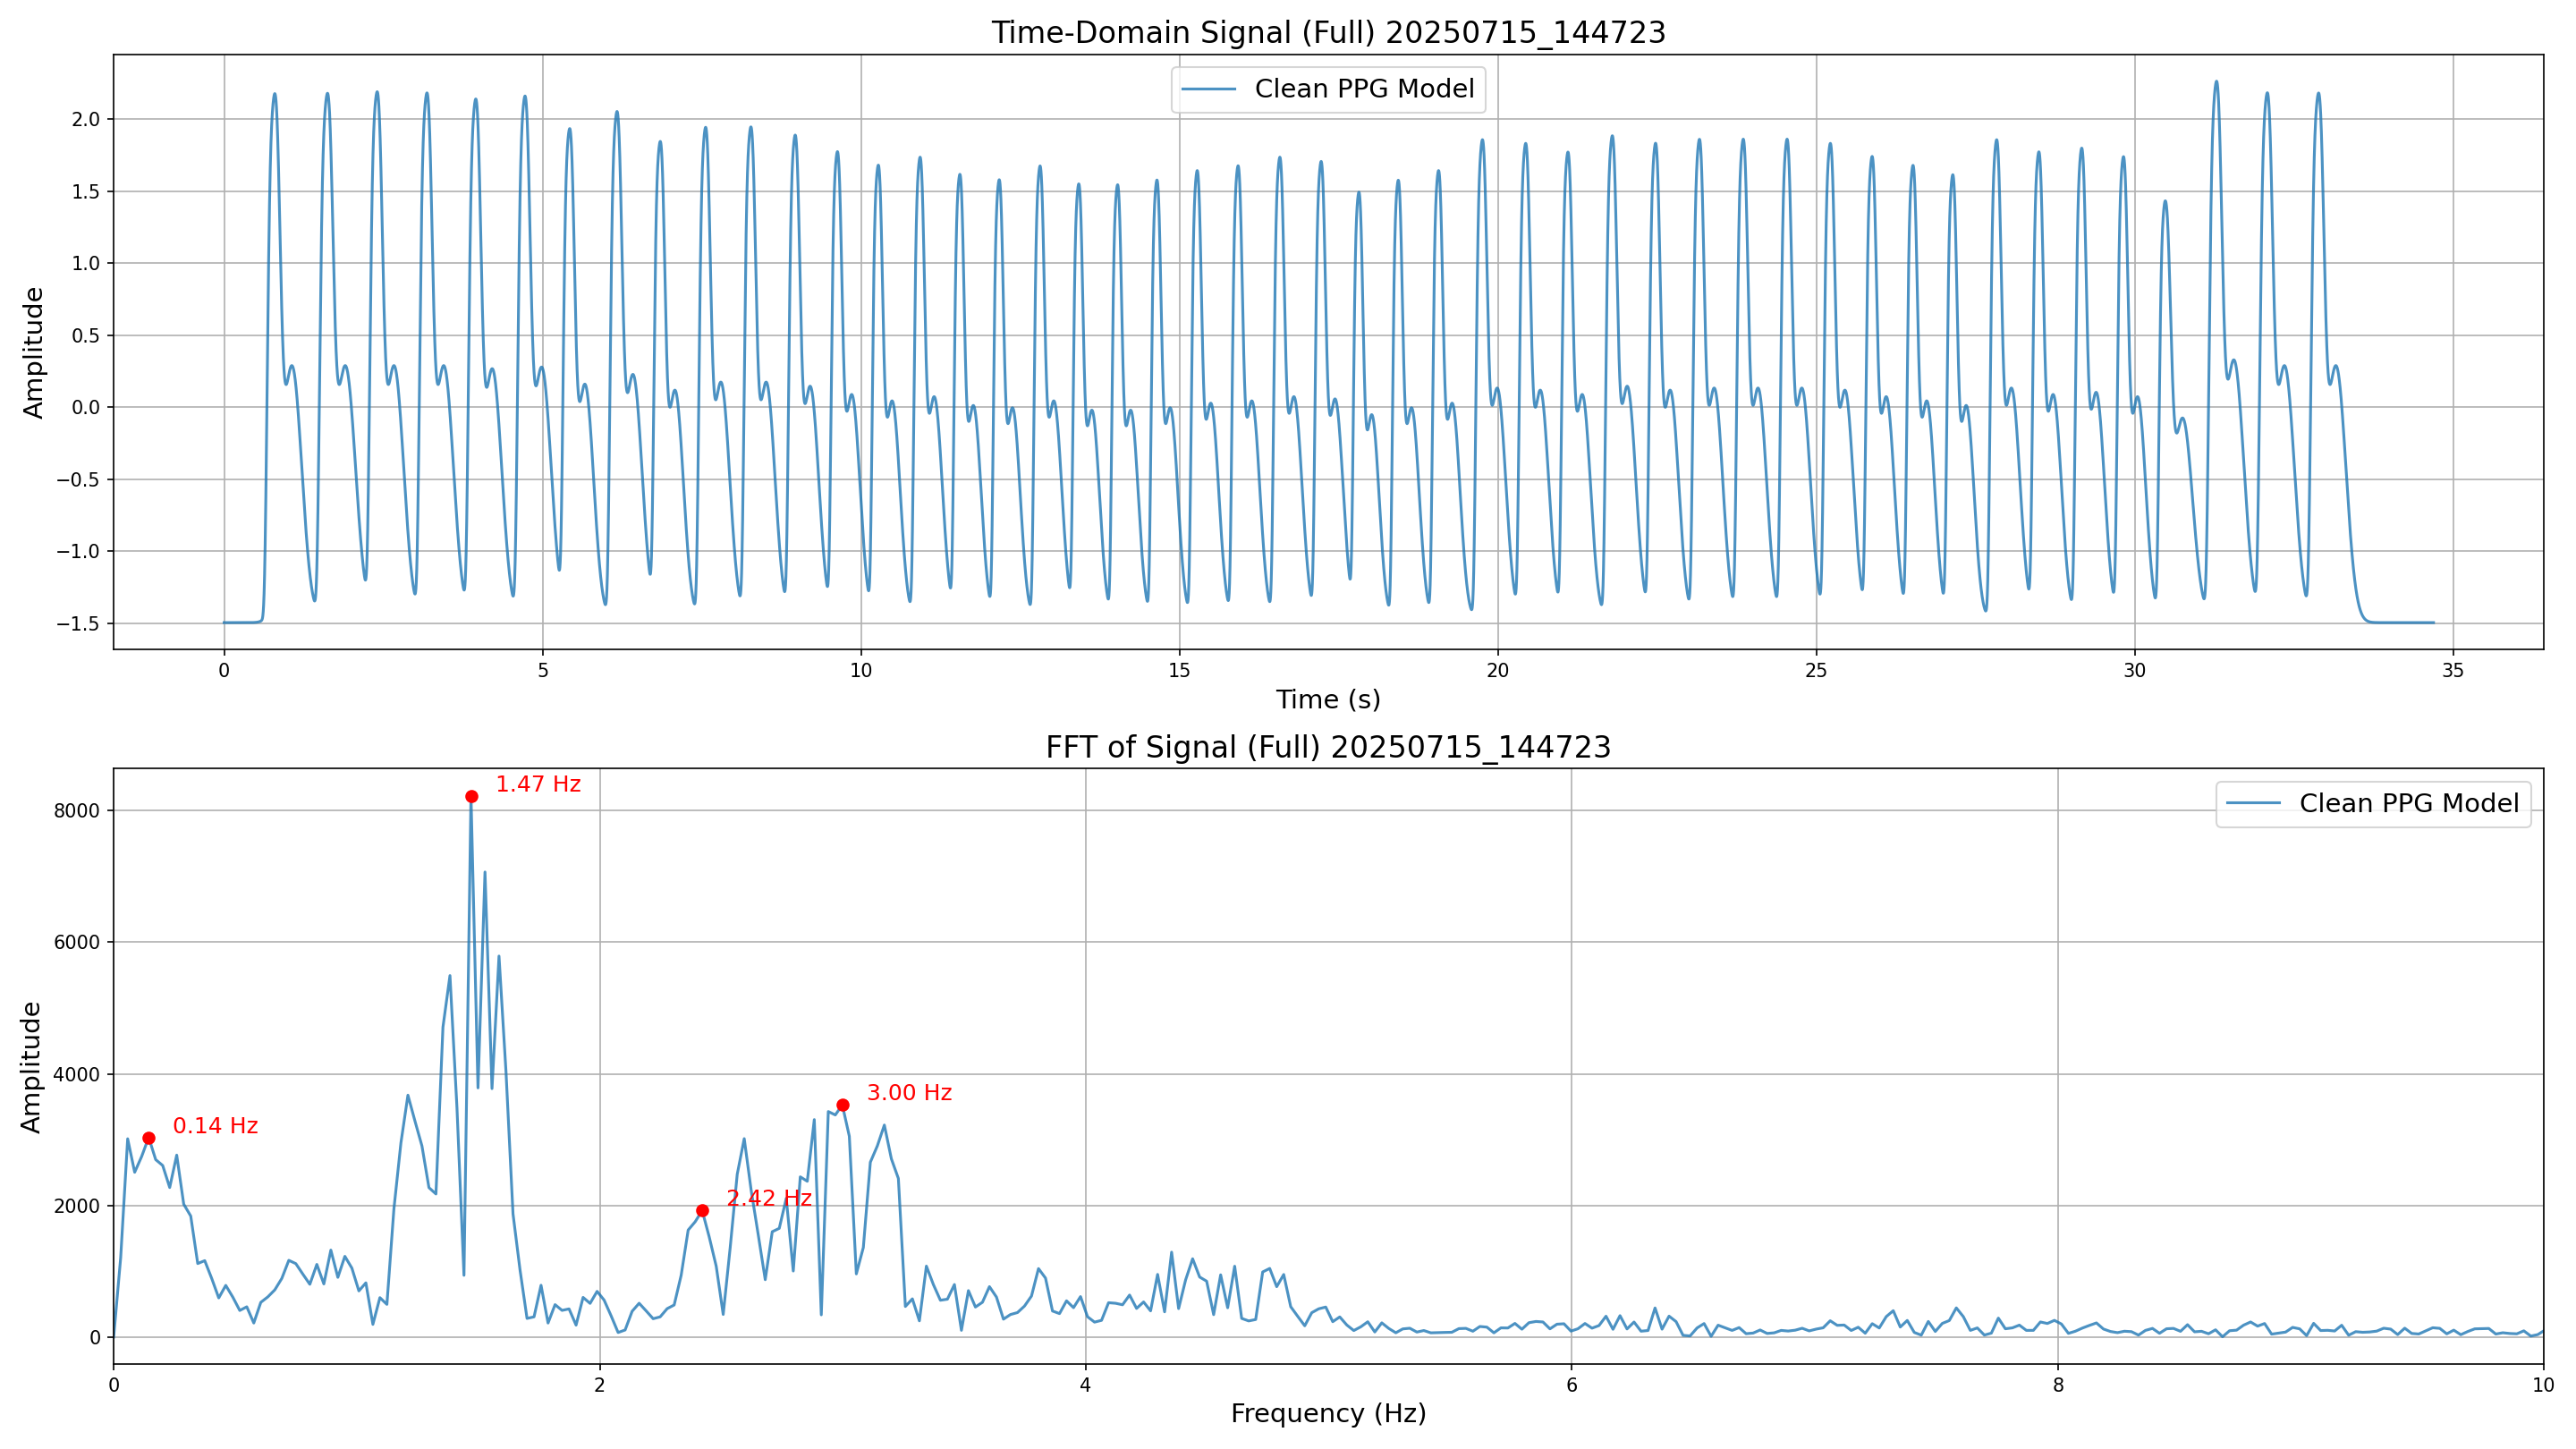 Time-Domain Signal (Full) 20250715_144723
Clean PPG Model
Amplitude
2.0
1.5
1.0
0.5
0.0
−0.5
−1.0
−1.5
0 5 10 15 20 25 30 35
Time (s)
FFT of Signal (Full) 20250715_144723
Clean PPG Model
1.47 Hz
0.14 Hz
3.00 Hz
2.42 Hz
Amplitude
8000
6000
4000
2000
0
0 2 4 6 8 10
Frequency (Hz)